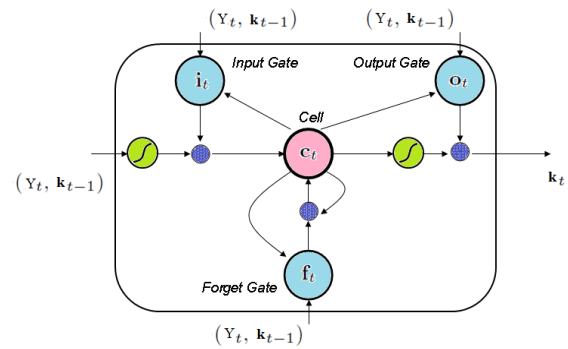 (Y_t, k_{t−1}) (Y_t, k_{t−1})
Input Gate Output Gate
i_t o_t
Cell
c_t
(Y_t, k_{t−1}) k_t
f_t
Forget Gate
(Y_t, k_{t−1})